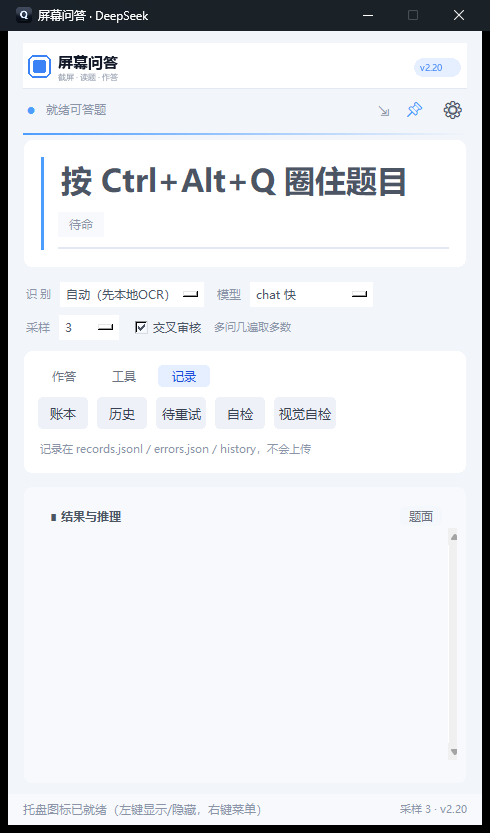 屏幕问答 · DeepSeek
屏幕问答
截屏 · 读题 · 作答
v2.20
就绪可答题
按 Ctrl+Alt+Q 圈住题目
待命
识别 自动（先本地OCR） 模型 chat 快
采样 3 交叉审核 多问几遍取多数
作答 工具 记录
账本 历史 待重试 自检 视觉自检
记录在 records.jsonl / errors.json / history，不会上传
结果与推理 题面
托盘图标已就绪（左键显示/隐藏，右键菜单） 采样 3 · v2.20